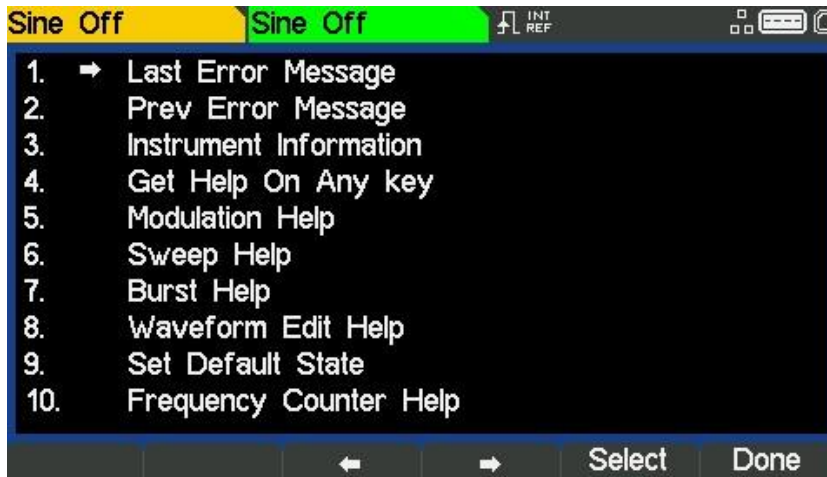 Sine Off Sine Off INT
REF
1. ➡ Last Error Message
2. Prev Error Message
3. Instrument Information
4. Get Help On Any key
5. Modulation Help
6. Sweep Help
7. Burst Help
8. Waveform Edit Help
9. Set Default State
10. Frequency Counter Help
⬅ ➡ Select Done